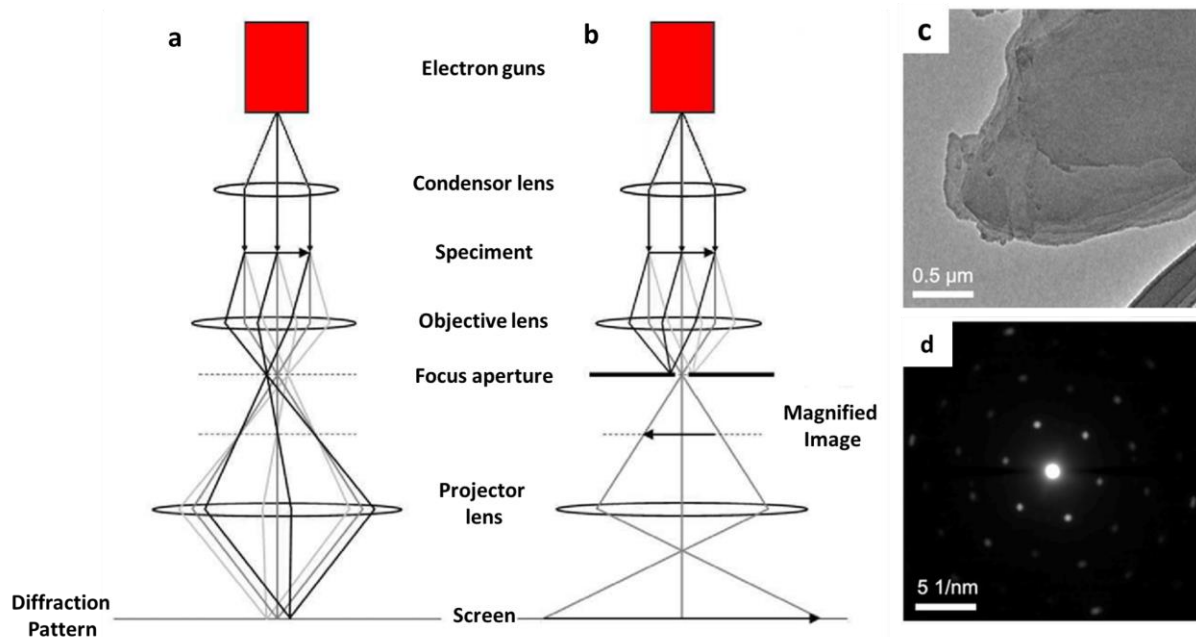 a
Electron guns
b
c
Condensor lens
Speciment
0.5 µm
Objective lens
Focus aperture
d
Magnified
Image
Projector
lens
Diffraction
Pattern
Screen
5 1/nm